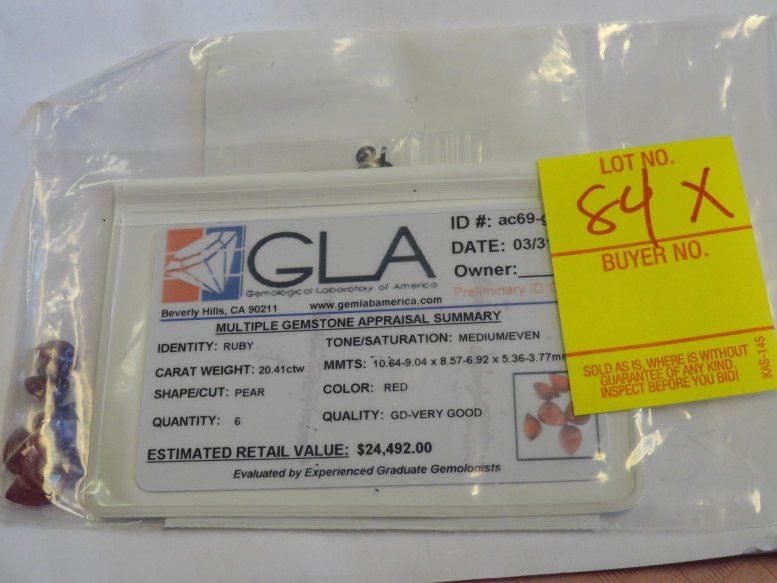 GLA
Gemological Laboratory of America
Beverly Hills, CA 90211
www.gemlabamerica.com
ID #: ac69-
DATE: 03/31
Owner:
Preliminary ID
MULTIPLE GEMSTONE APPRAISAL SUMMARY
IDENTITY: RUBY
TONE/SATURATION: MEDIUM/EVEN
CARAT WEIGHT: 20.41ctw
MMTS: 10.64-9.04 x 8.57-6.92 x 5.36-3.77mm
SHAPE/CUT: PEAR
COLOR: RED
QUANTITY: 6
QUALITY: GD-VERY GOOD
ESTIMATED RETAIL VALUE: $24,492.00
Evaluated by Experienced Graduate Gemologists
LOT NO.
84 X
BUYER NO.
SOLD AS IS, WHERE IS WITHOUT
GUARANTEE OF ANY KIND.
INSPECT BEFORE YOU BID!
KAS-14S